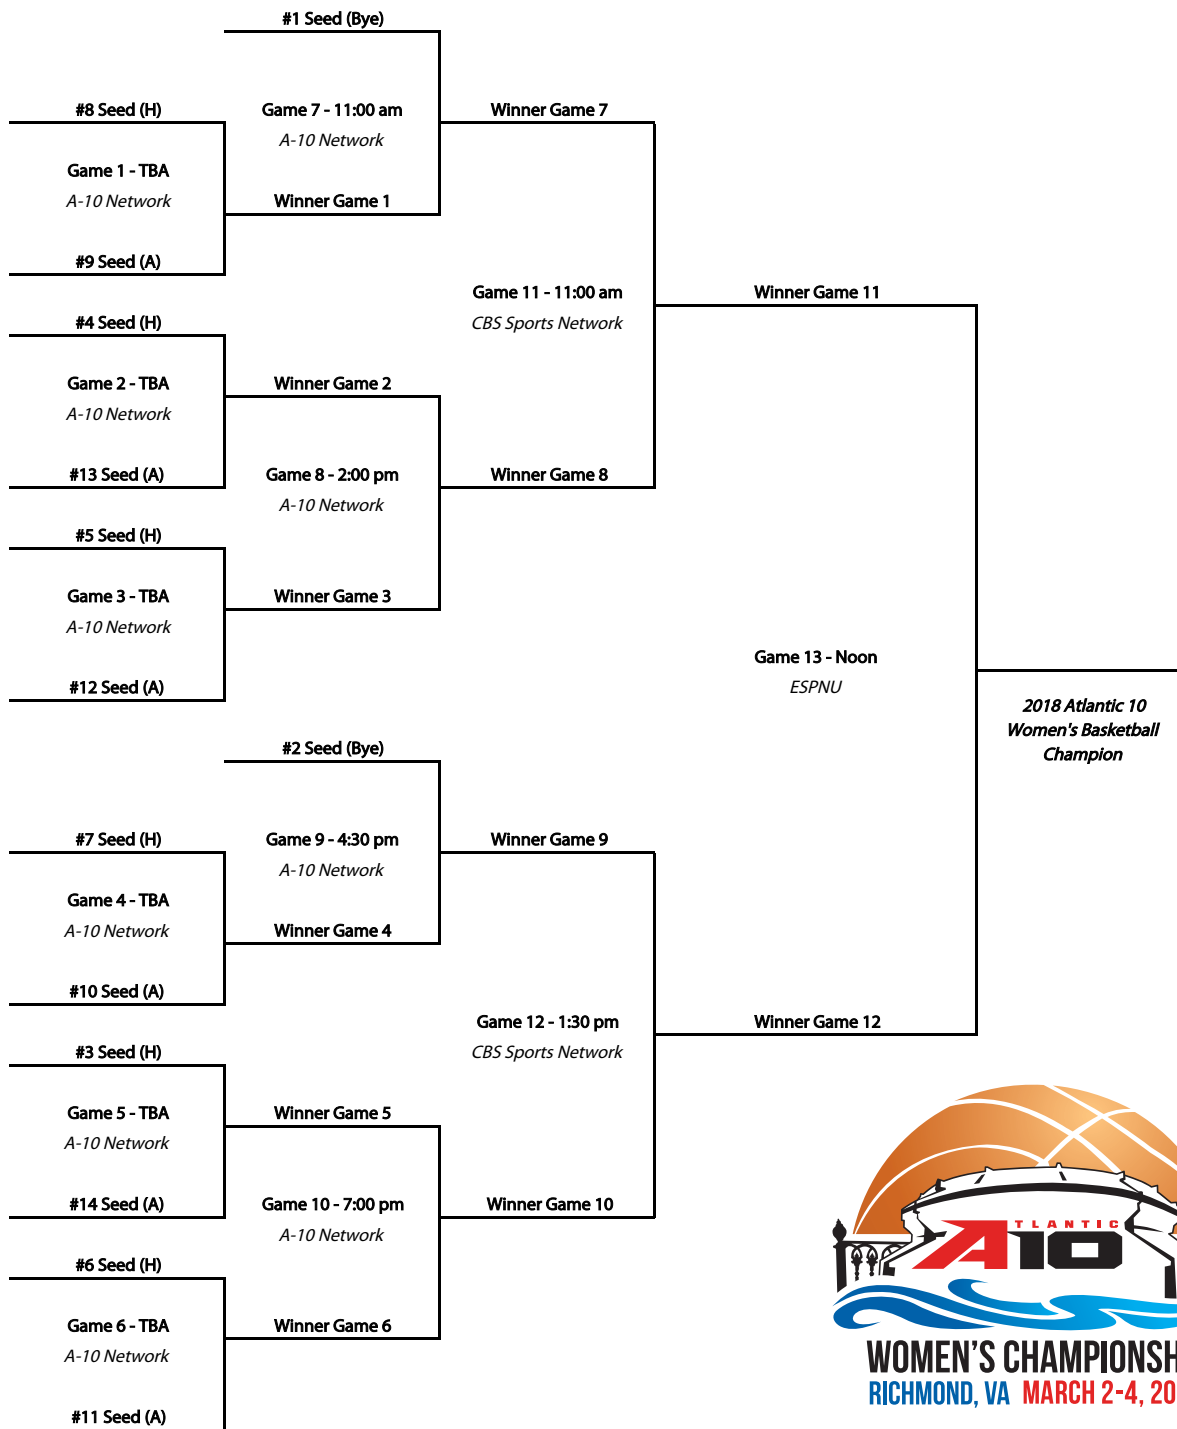 #1 Seed (Bye)
#8 Seed (H)
Game 7 - 11:00 am
Winner Game 7
A-10 Network
Game 1 - TBA
A-10 Network
Winner Game 1
#9 Seed (A)
Game 11 - 11:00 am
Winner Game 11
CBS Sports Network
#4 Seed (H)
Game 2 - TBA
Winner Game 2
A-10 Network
#13 Seed (A)
Game 8 - 2:00 pm
Winner Game 8
A-10 Network
#5 Seed (H)
Game 3 - TBA
Winner Game 3
A-10 Network
Game 13 - Noon
ESPNU
#12 Seed (A)
2018 Atlantic 10
Women's Basketball
Champion
#2 Seed (Bye)
#7 Seed (H)
Game 9 - 4:30 pm
Winner Game 9
A-10 Network
Game 4 - TBA
A-10 Network
Winner Game 4
#10 Seed (A)
Game 12 - 1:30 pm
Winner Game 12
CBS Sports Network
#3 Seed (H)
Game 5 - TBA
Winner Game 5
A-10 Network
#14 Seed (A)
Game 10 - 7:00 pm
Winner Game 10
A-10 Network
#6 Seed (H)
Game 6 - TBA
Winner Game 6
A-10 Network
#11 Seed (A)
ATLANTIC
10
WOMEN'S CHAMPIONSH
RICHMOND, VA MARCH 2-4, 20